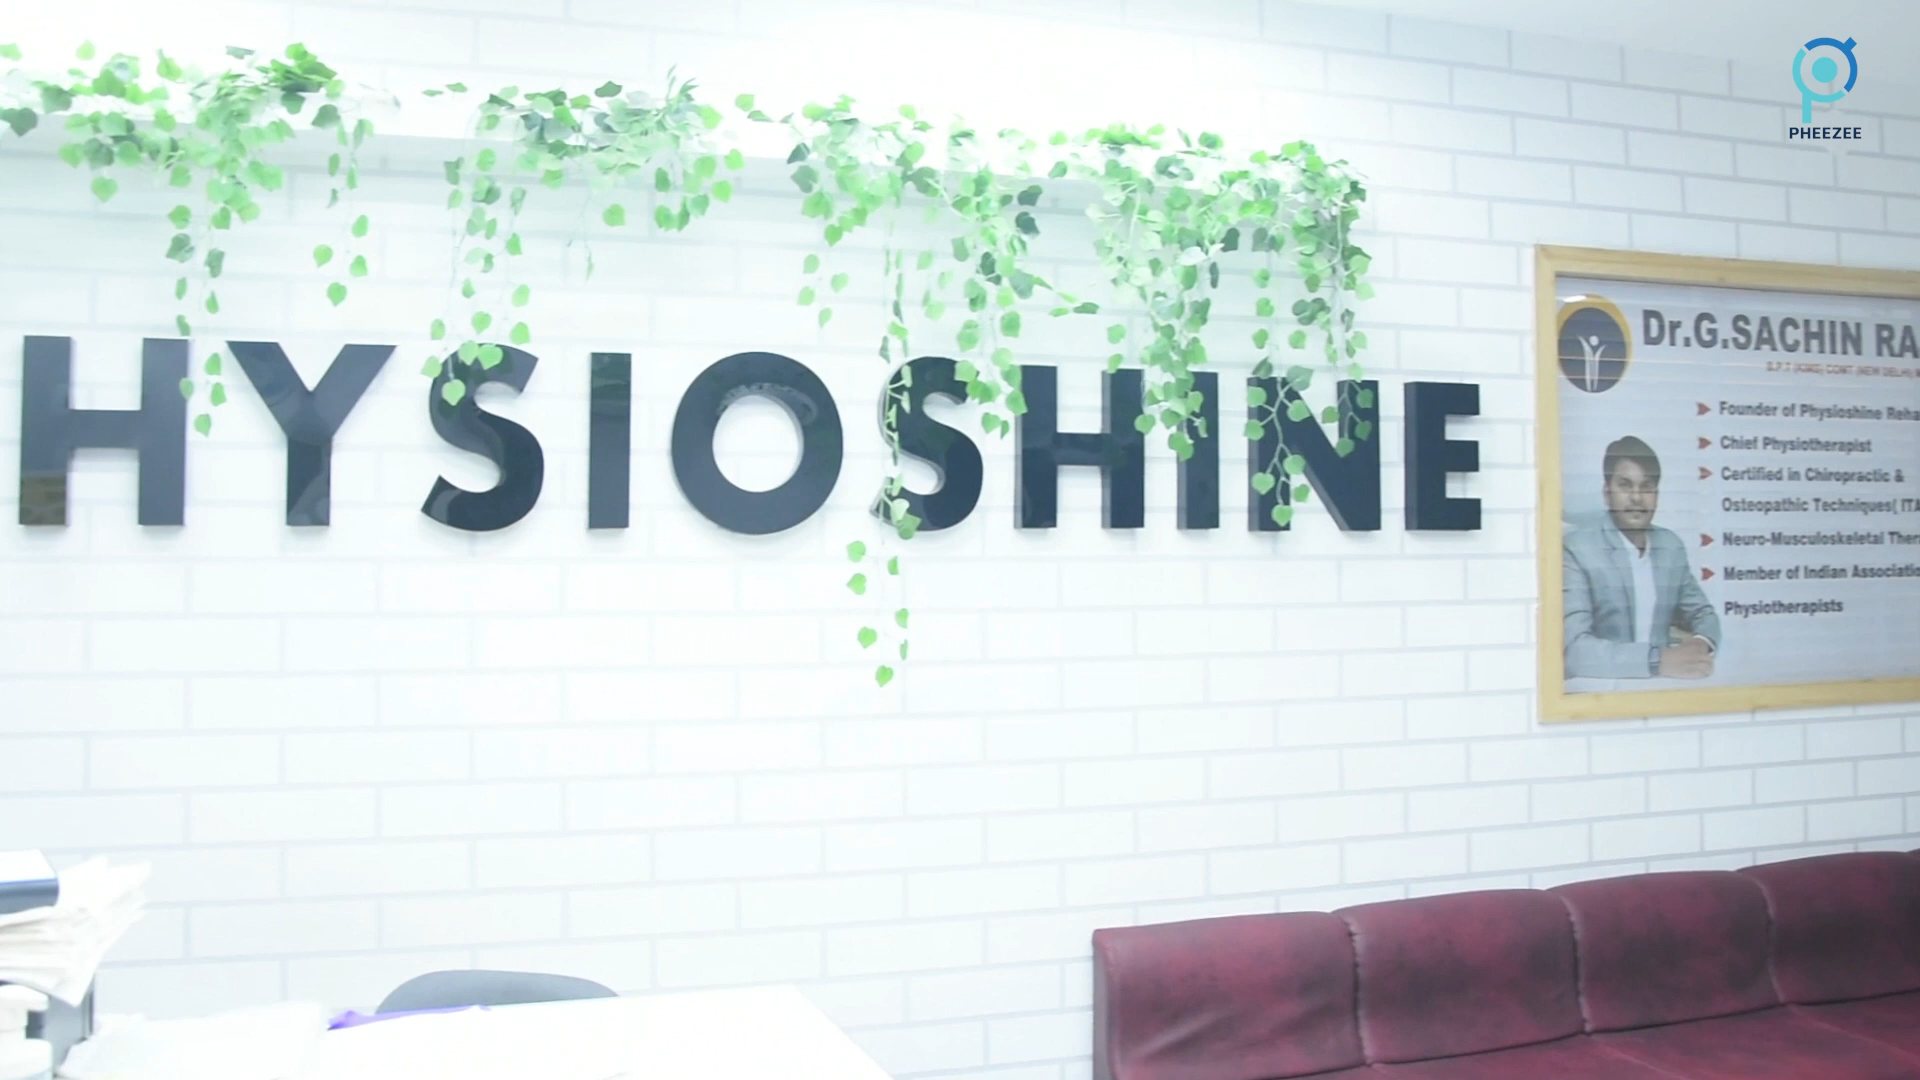 PHEEZEE
HYSIOSHINE
Dr.G.SACHIN RA
Founder of Physioshine Reha
Chief Physiotherapist
Certified in Chiropractic &
Osteopathic Techniques( ITA
Neuro-Musculoskeletal Ther
Member of Indian Associatio
Physiotherapists